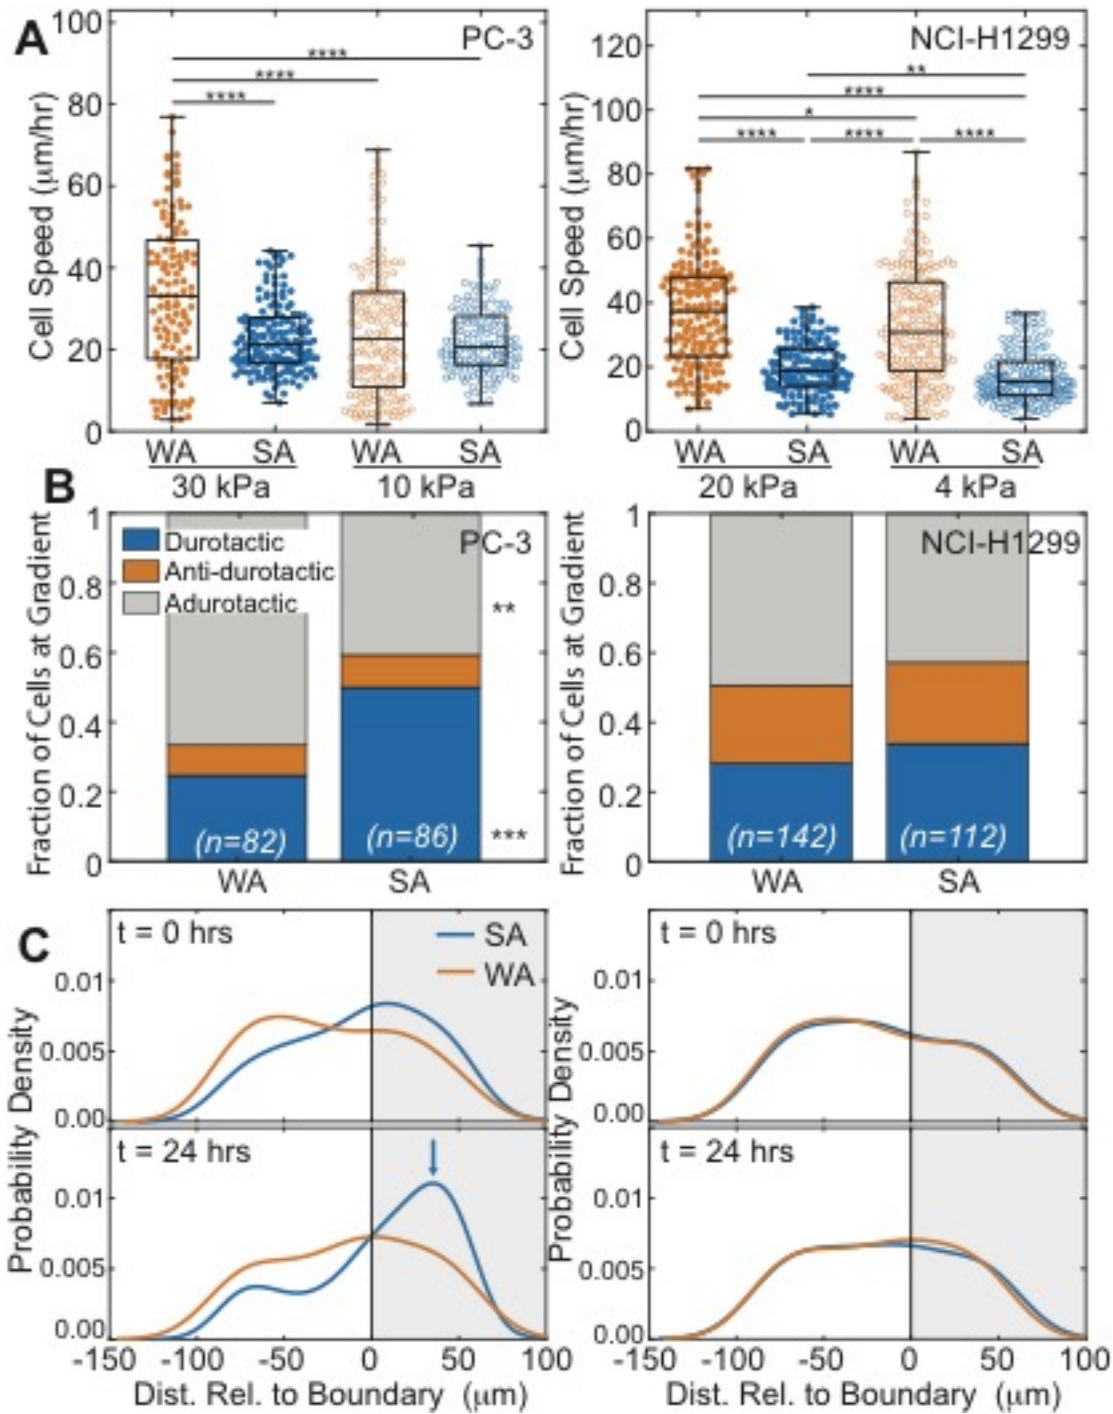 A
PC-3
Cell Speed (μm/hr)
100
80
60
40
20
0
****
****
****
WA
SA
WA
SA
30 kPa
10 kPa
NCI-H1299
Cell Speed (μm/hr)
120
100
80
60
40
20
0
**
****
*
****
****
****
WA
SA
WA
SA
20 kPa
4 kPa
B
PC-3
Fraction of Cells at Gradient
1
0.8
0.6
0.4
0.2
0
Durotactic
Anti-durotactic
Adurotactic
**
***
(n=82)
(n=86)
WA
SA
NCI-H1299
Fraction of Cells at Gradient
1
0.8
0.6
0.4
0.2
0
(n=142)
(n=112)
WA
SA
C
t = 0 hrs
SA
WA
Probability Density
0.01
0.005
0.00
t = 24 hrs
0.01
0.005
0.00
-150
-100
-50
0
50
100
Dist. Rel. to Boundary (μm)
t = 0 hrs
Probability Density
0.01
0.005
0.00
t = 24 hrs
0.01
0.005
0.00
-150
-100
-50
0
50
100
Dist. Rel. to Boundary (μm)